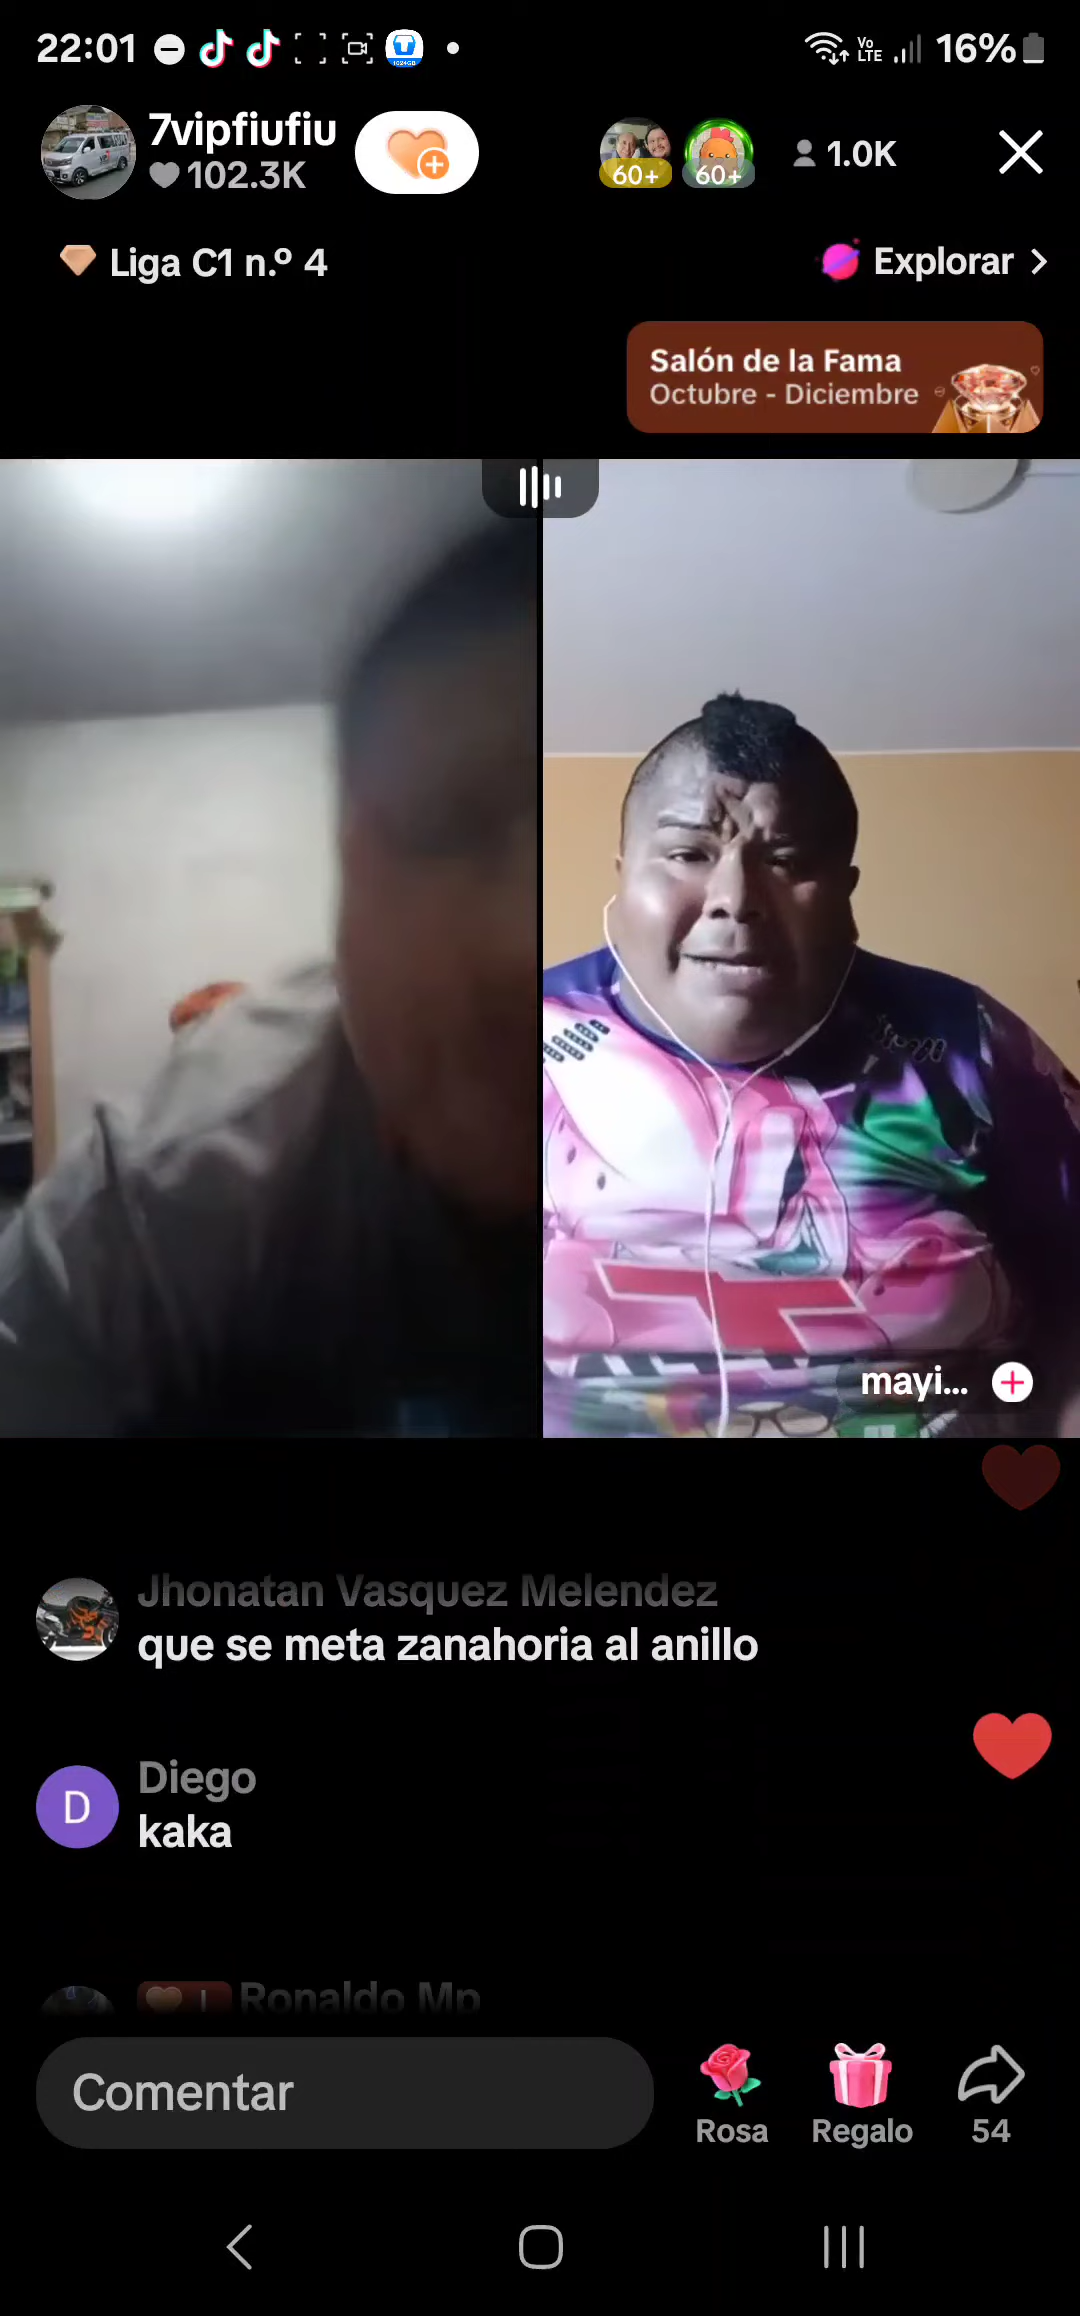 22:01
Vo
LTE
16%
7vipfiufiu
102.3K
60+
60+
1.0K
Liga C1 n.º 4
Explorar
Salón de la Fama
Octubre - Diciembre
mayi...
Jhonatan Vasquez Melendez
que se meta zanahoria al anillo
D
Diego
kaka
Ronaldo Mp
Comentar
Rosa
Regalo
54